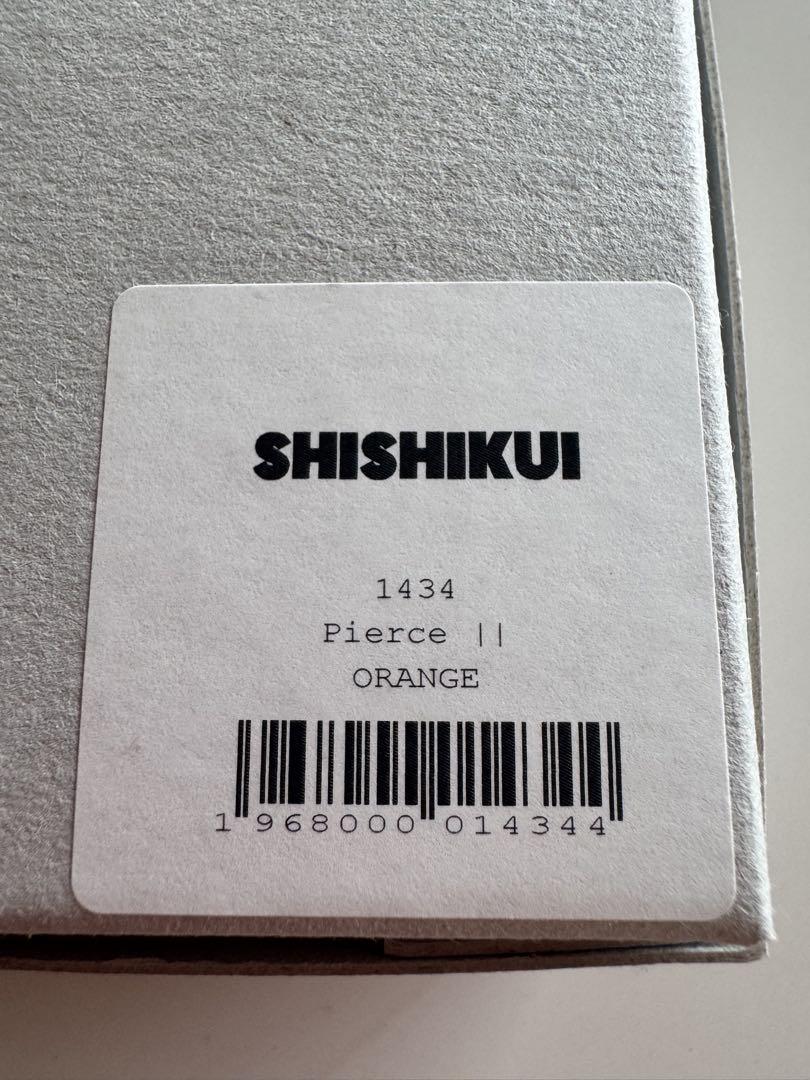 SHISHIKUI
1434
Pierce ||
ORANGE
1 968000 014344